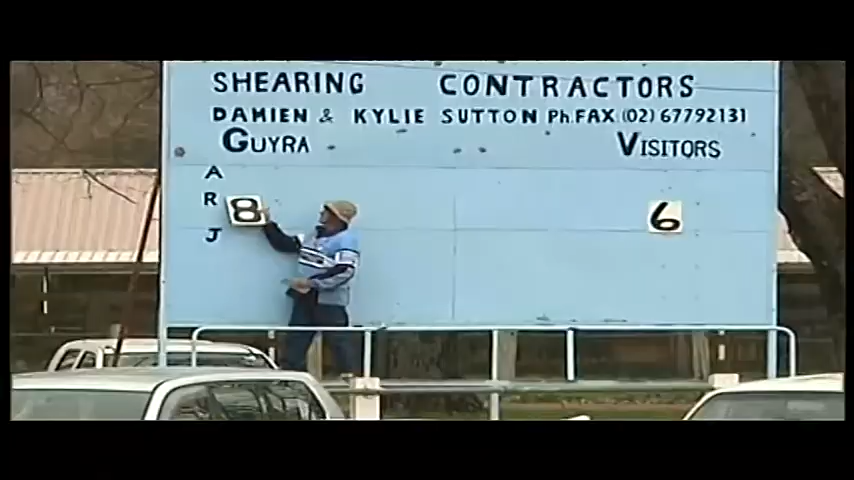 SHEARING CONTRACTORS
DAMIEN & KYLIE SUTTON PH.FAX (02) 67792131
GUYRA VISITORS
A
R 8 6
J